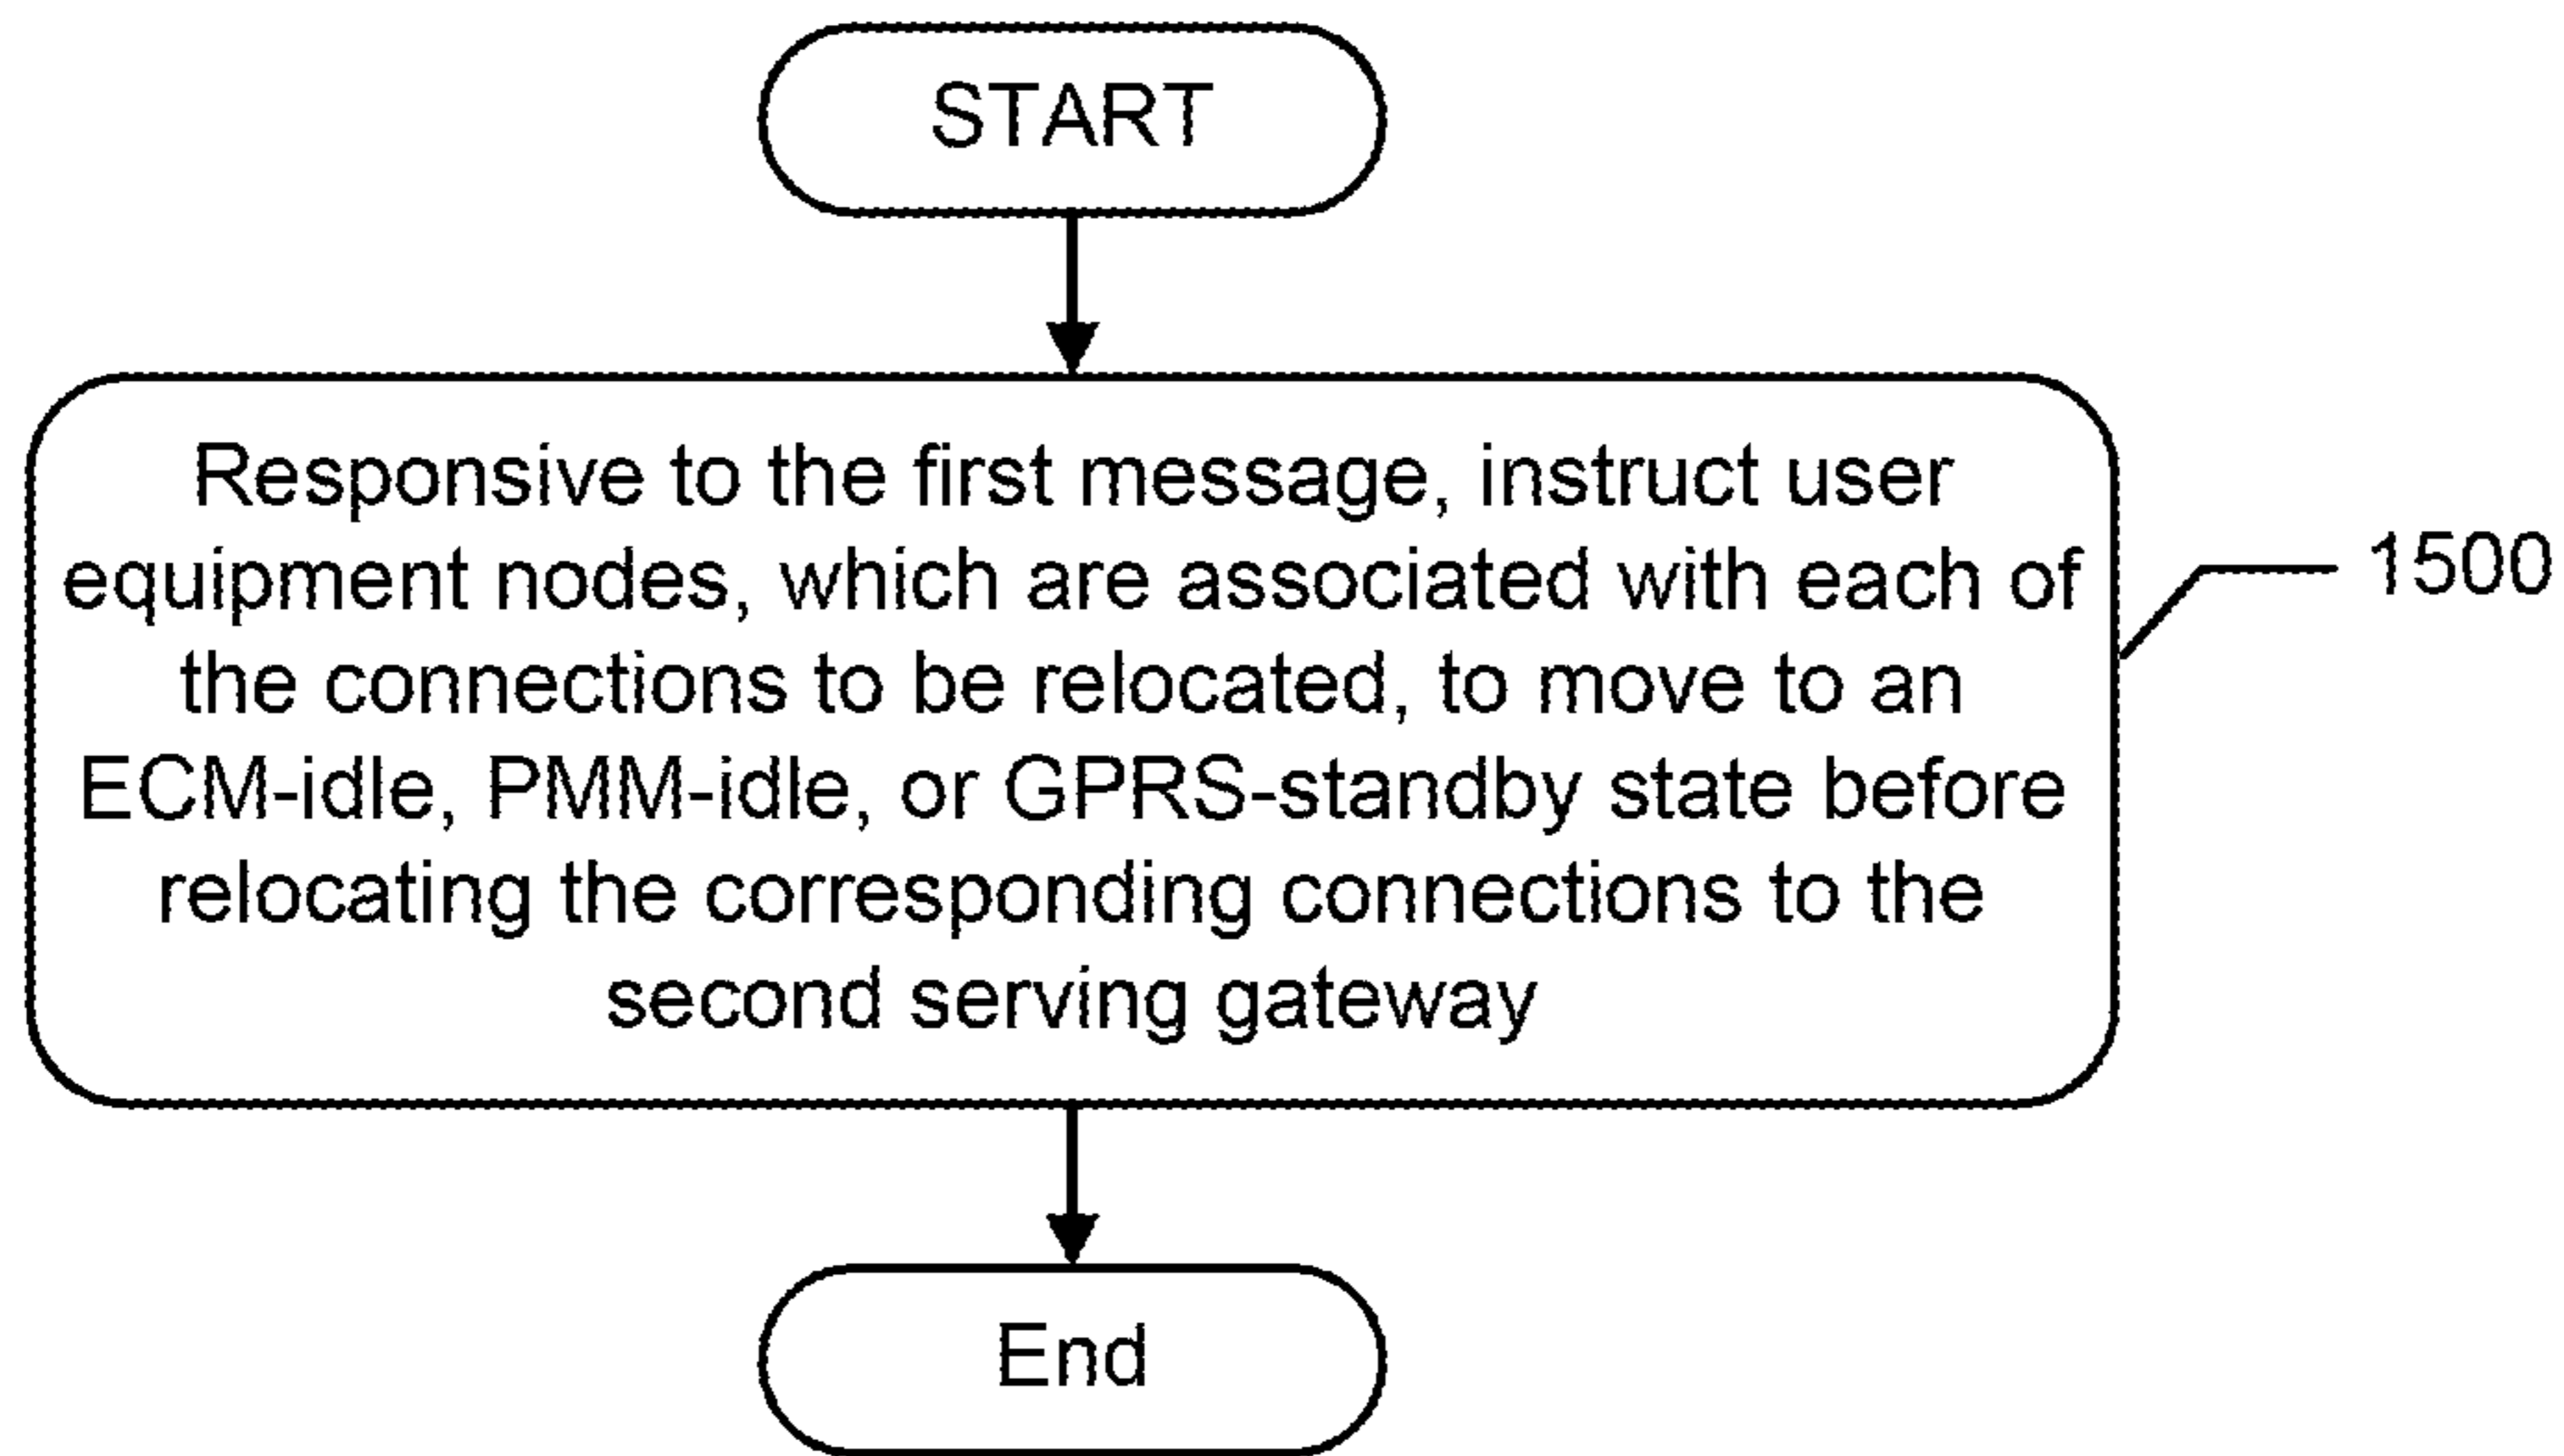 START
Responsive to the first message, instruct user
equipment nodes, which are associated with each of
the connections to be relocated, to move to an
ECM-idle, PMM-idle, or GPRS-standby state before
relocating the corresponding connections to the
second serving gateway
1500
End